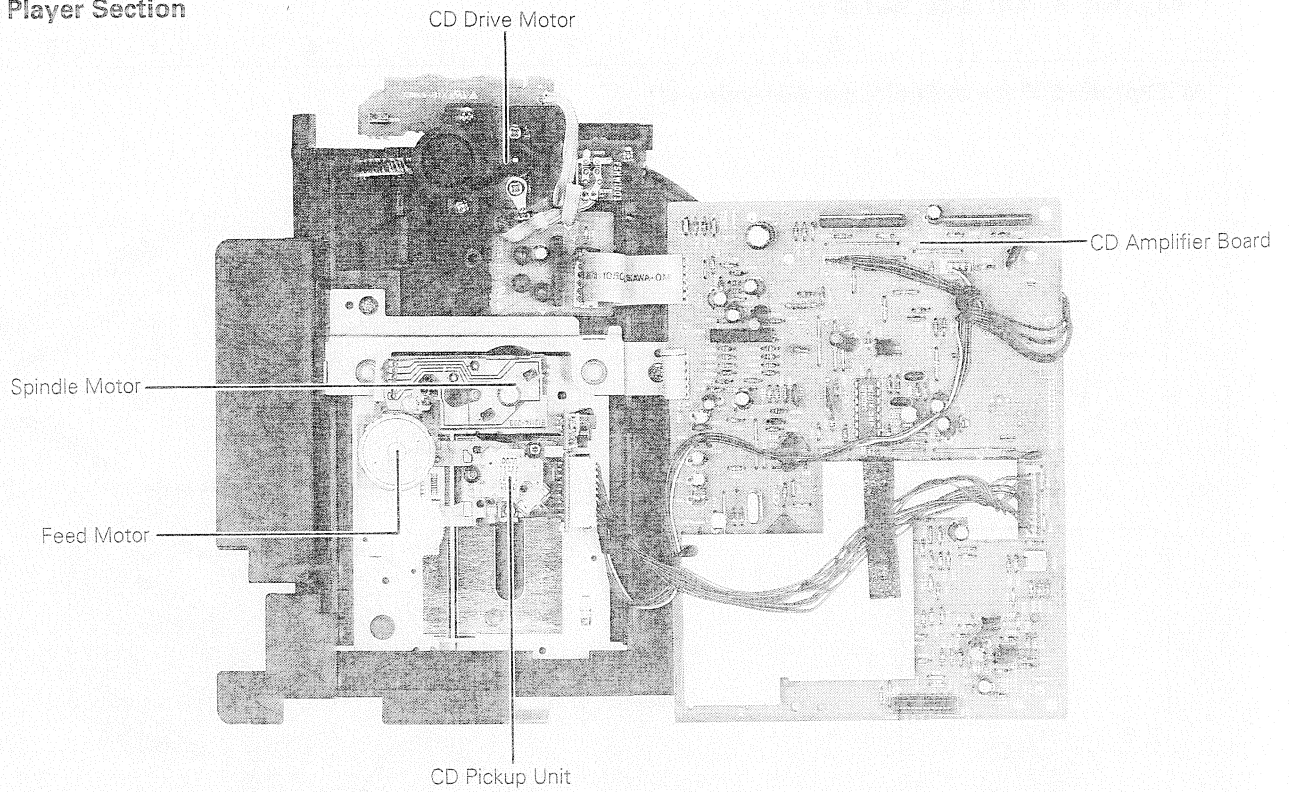 Player Section
CD Drive Motor
CD Amplifier Board
Spindle Motor
Feed Motor
CD Pickup Unit